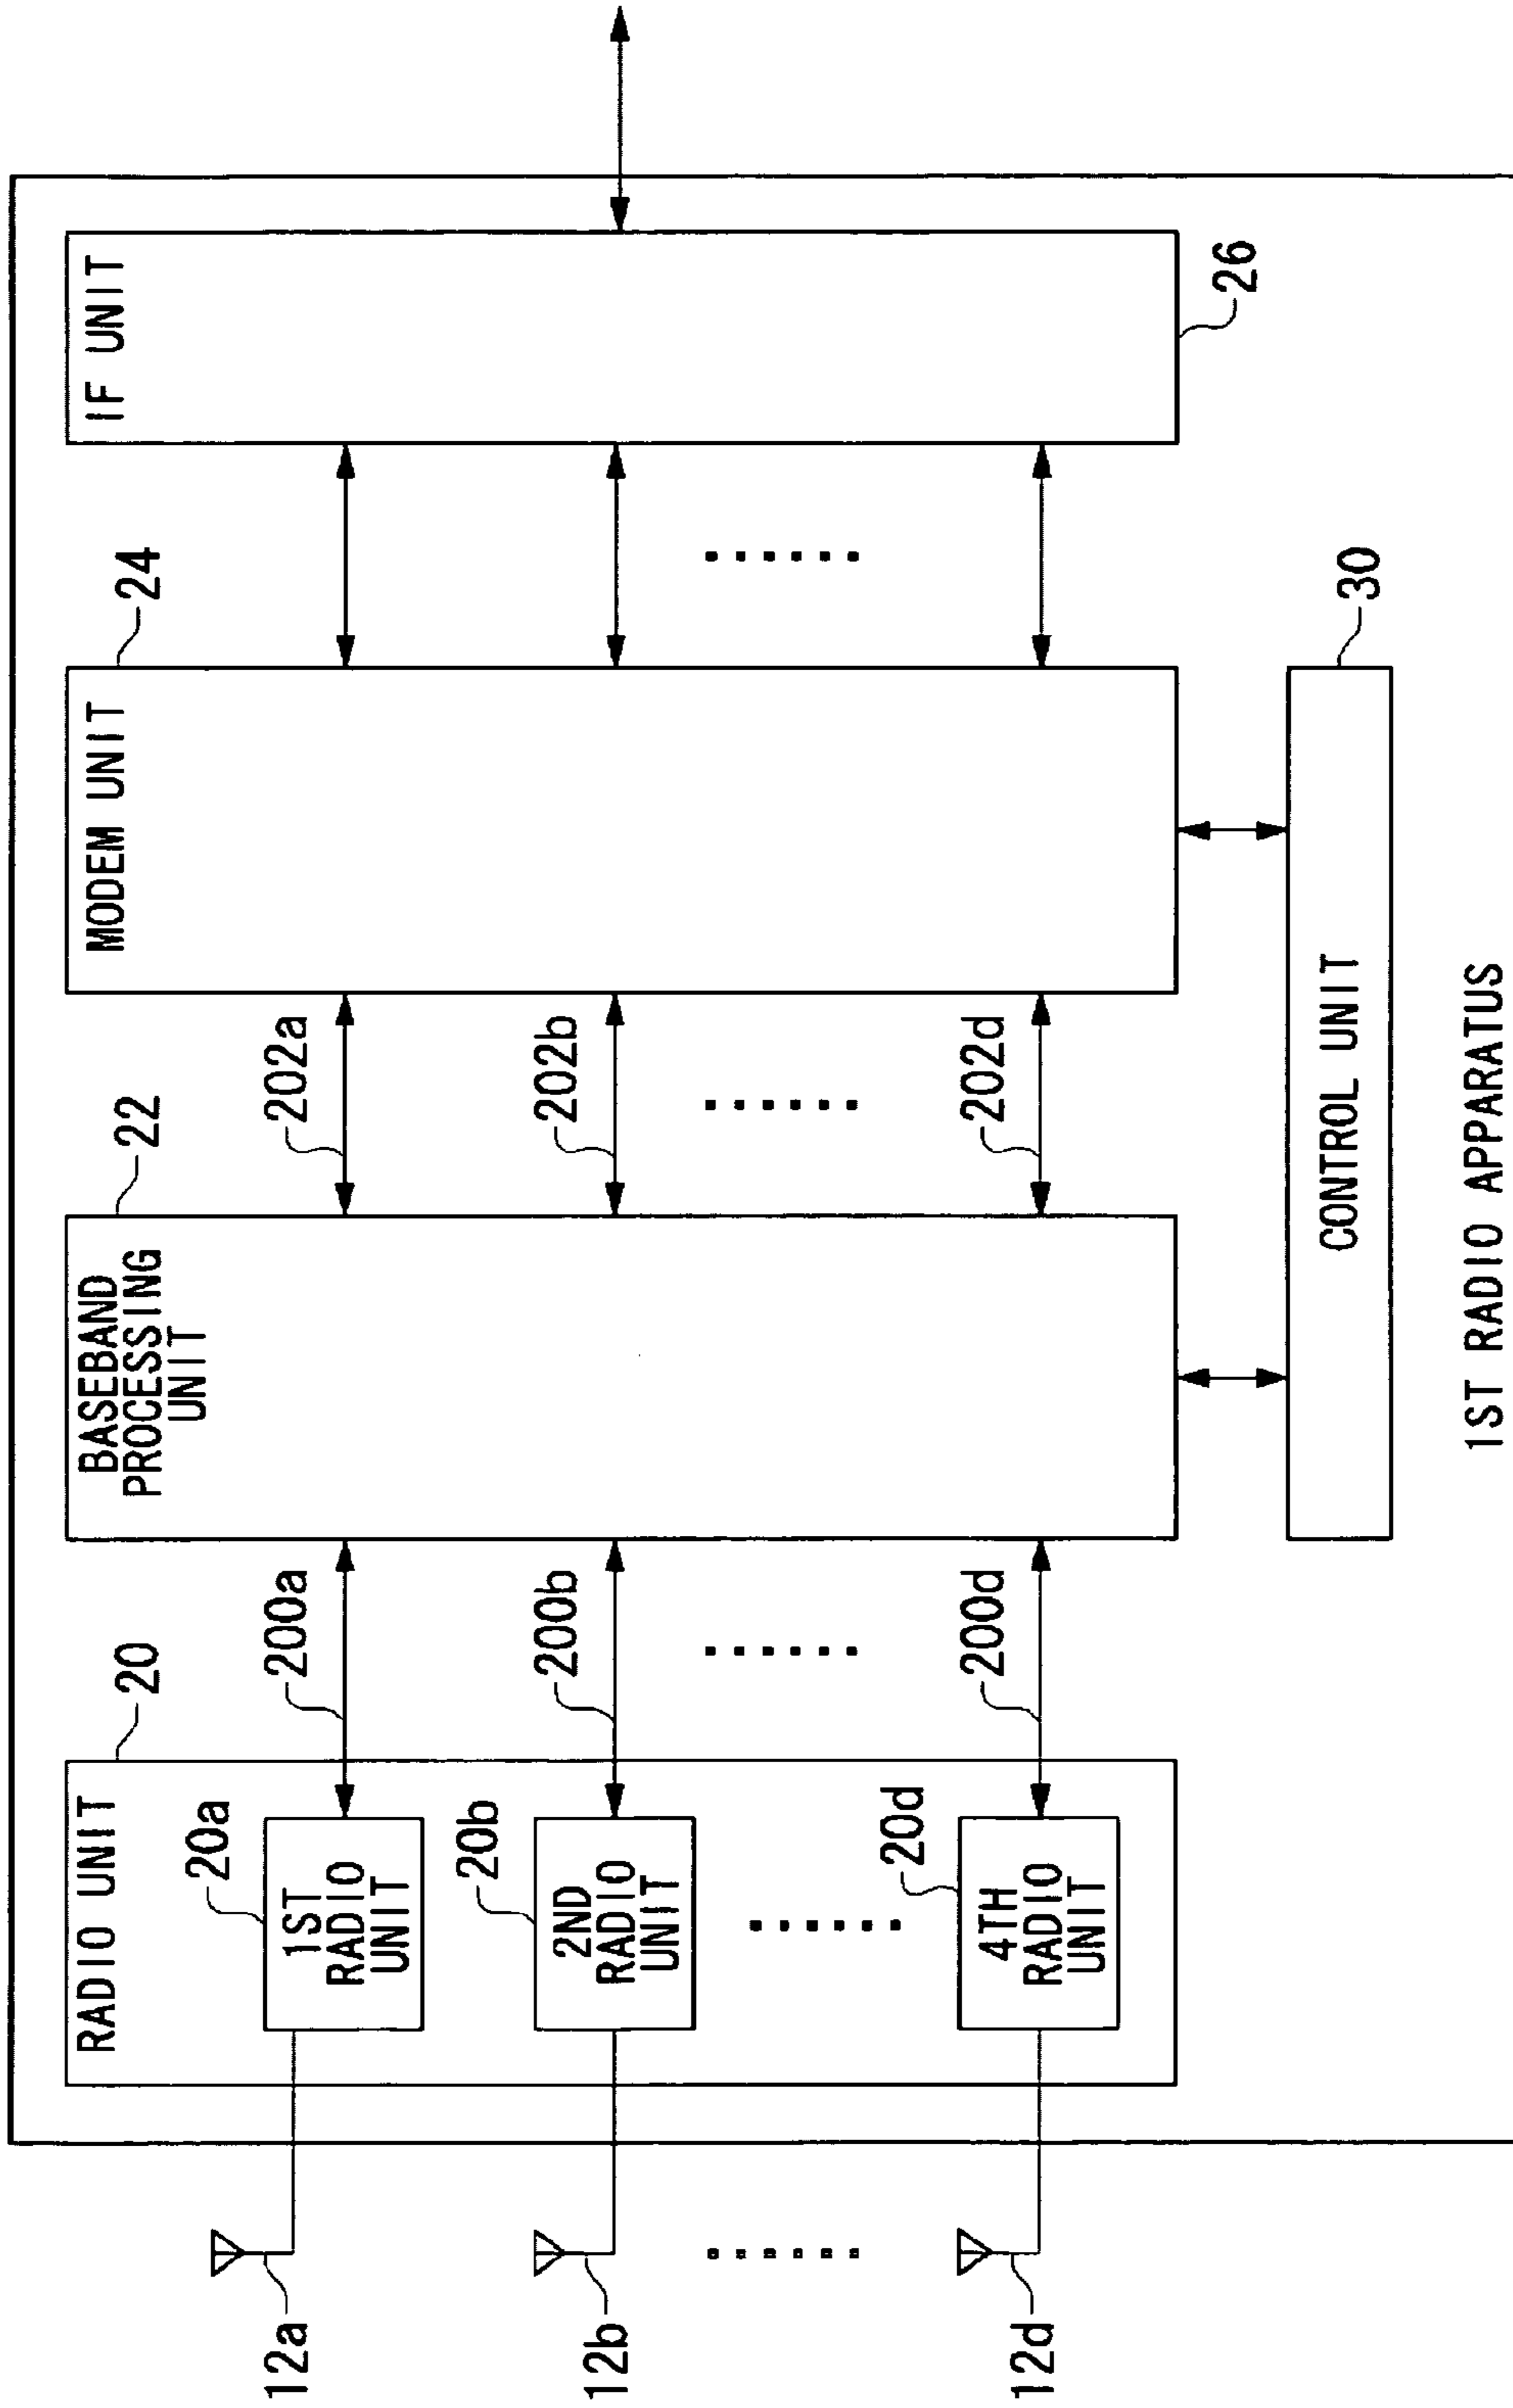 RADIO UNIT
20
BASEBAND
PROCESSING
UNIT
22
MODEM UNIT
24
IF UNIT
26
20a
1ST
RADIO
UNIT
200a
202a
12a
20b
2ND
RADIO
UNIT
200b
202b
12b
20d
4TH
RADIO
UNIT
200d
202d
12d
CONTROL UNIT
30
1ST RADIO APPARATUS